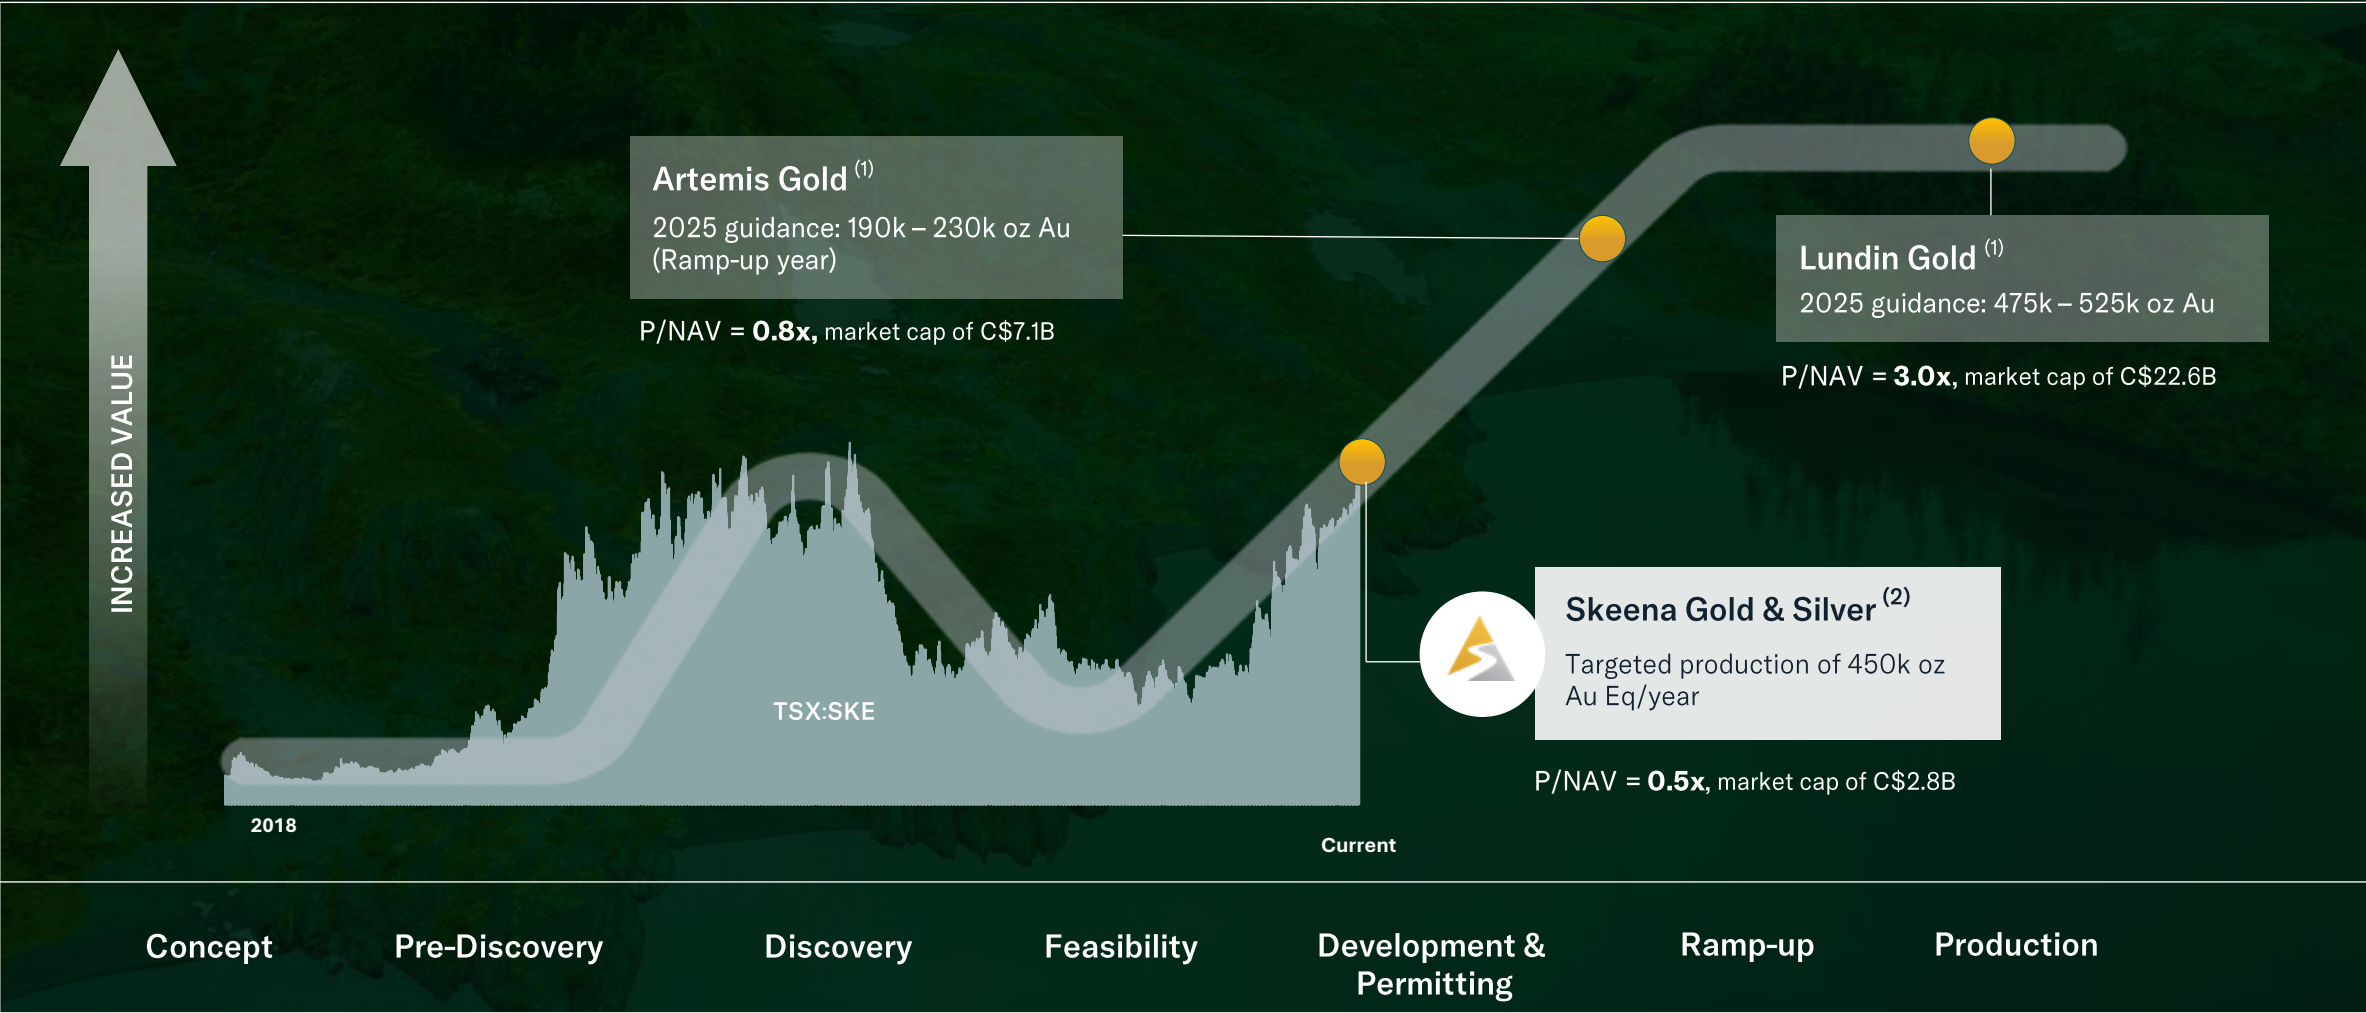 INCREASED VALUE
Artemis Gold (1)
2025 guidance: 190k – 230k oz Au
(Ramp-up year)
P/NAV = 0.8x, market cap of C$7.1B
Lundin Gold (1)
2025 guidance: 475k – 525k oz Au
P/NAV = 3.0x, market cap of C$22.6B
Skeena Gold & Silver (2)
Targeted production of 450k oz
Au Eq/year
P/NAV = 0.5x, market cap of C$2.8B
TSX:SKE
2018
Current
Concept
Pre-Discovery
Discovery
Feasibility
Development &
Permitting
Ramp-up
Production